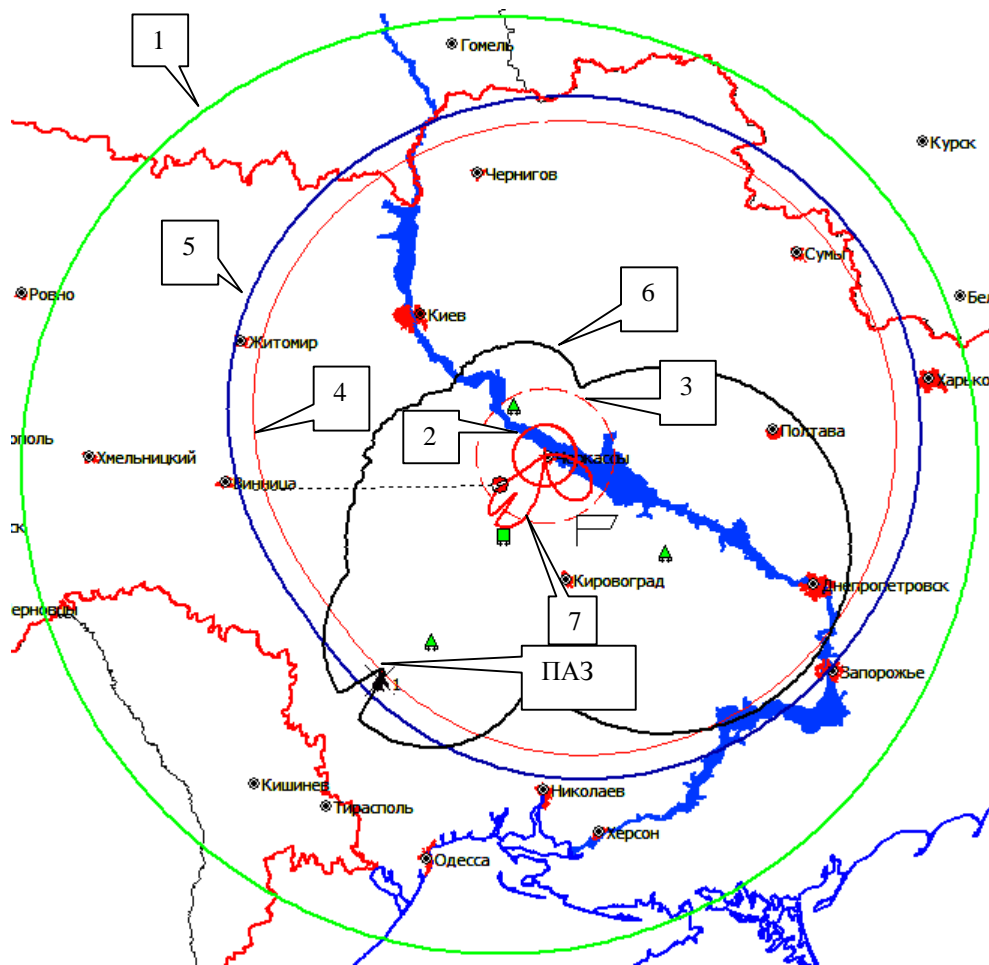 1
Гомель
Курск
Чернигов
5
Сумы
6
Ровно
Бел
Киев
Житомир
4
3
Харько
2
Полтава
ополь
Хмельницкий
Черкассы
Винница
ск
Кировоград
Днепропетровск
ерновцы
7
ПАЗ
1
Запорожье
Кишинев
Николаев
Тирасполь
Херсон
Одесса